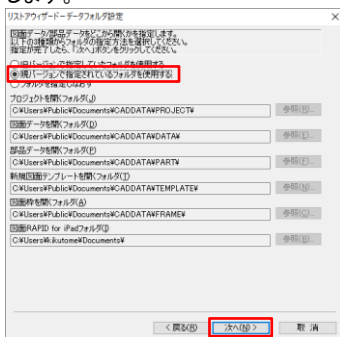 リストアウィザードーデータフォルダ設定
図面データ/部品データをどこから開くかを指定します。
以下の3種類からフォルダの指定方法を選択してください。
指定が完了したら、「次へ」ボタンをクリックしてください。
旧バージョンで指定していたフォルダを使用する
現バージョンで指定されているフォルダを使用する
フォルダを指定しなおす
プロジェクトを開くフォルダ(J)
C:¥Users¥Public¥Documents¥CADDATA¥PROJECT¥
図面データを開くフォルダ(D)
C:¥Users¥Public¥Documents¥CADDATA¥DATA¥
部品データを開くフォルダ(P)
C:¥Users¥Public¥Documents¥CADDATA¥PART¥
新規図面テンプレートを開くフォルダ(T)
C:¥Users¥Public¥Documents¥CADDATA¥TEMPLATE¥
図面枠を開くフォルダ(A)
C:¥Users¥Public¥Documents¥CADDATA¥FRAME¥
図面RAPID for iPadフォルダ(I)
C:¥Users¥kikutome¥Documents¥
参照
参照
参照
参照
参照
参照
< 戻る(R)
次へ(N) >
取 消